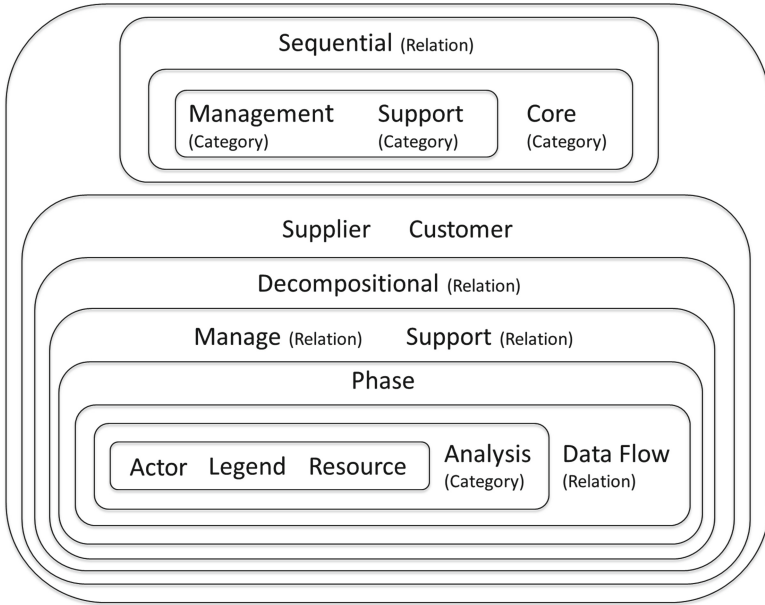 Sequential (Relation)
Management Support Core
(Category) (Category) (Category)
Supplier Customer
Decompositional (Relation)
Manage (Relation) Support (Relation)
Phase
Actor Legend Resource Analysis Data Flow
(Category) (Relation)